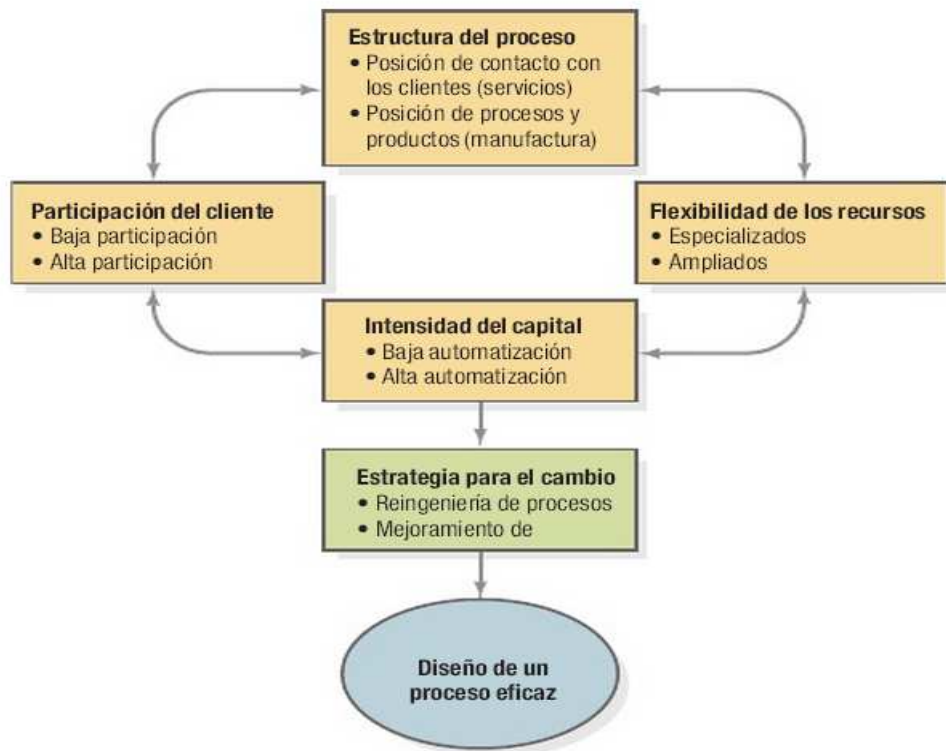 Estructura del proceso
• Posición de contacto con
los clientes (servicios)
• Posición de procesos y
productos (manufactura)
Participación del cliente
• Baja participación
• Alta participación
Flexibilidad de los recursos
• Especializados
• Ampliados
Intensidad del capital
• Baja automatización
• Alta automatización
Estrategia para el cambio
• Reingeniería de procesos
• Mejoramiento de
Diseño de un
proceso eficaz